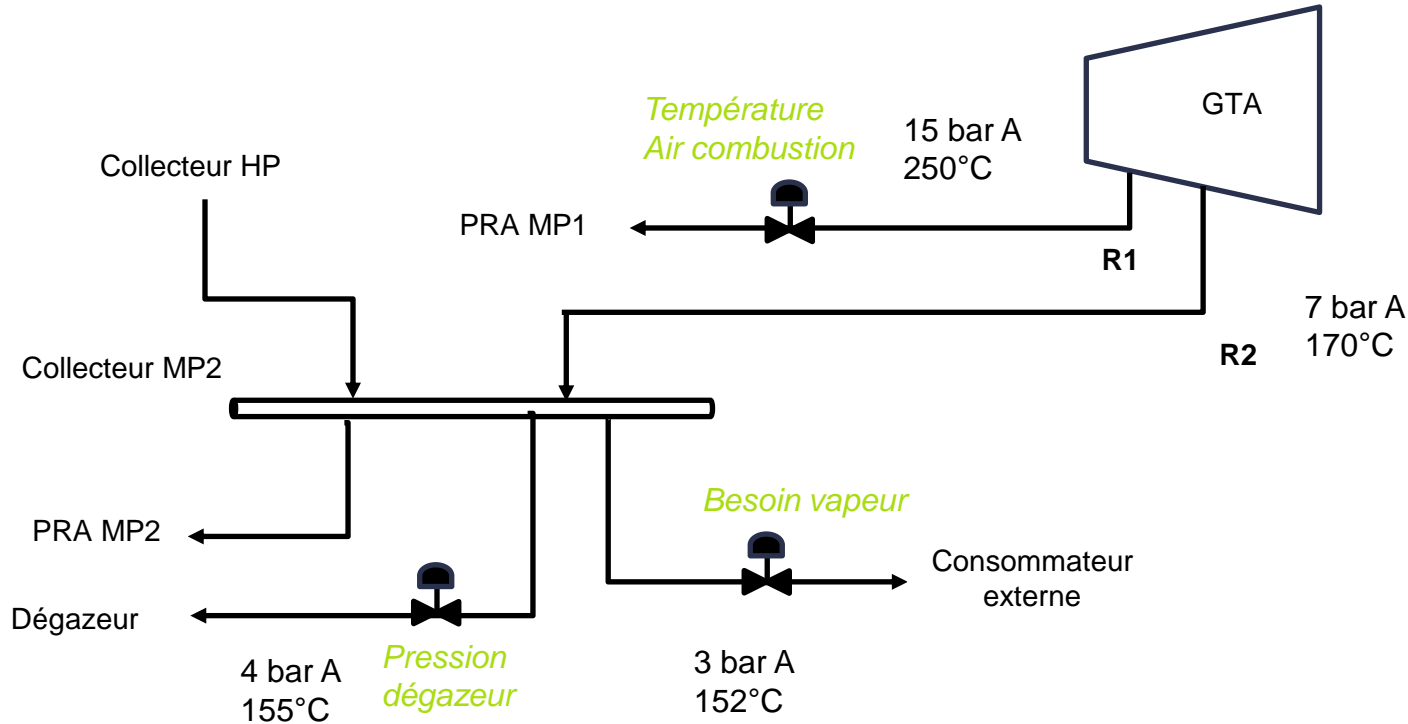 GTA
Température
Air combustion
15 bar A
250°C
Collecteur HP
PRA MP1
R1
7 bar A
170°C
R2
Collecteur MP2
Besoin vapeur
PRA MP2
Consommateur
externe
Dégazeur
Pression
dégazeur
4 bar A
155°C
3 bar A
152°C